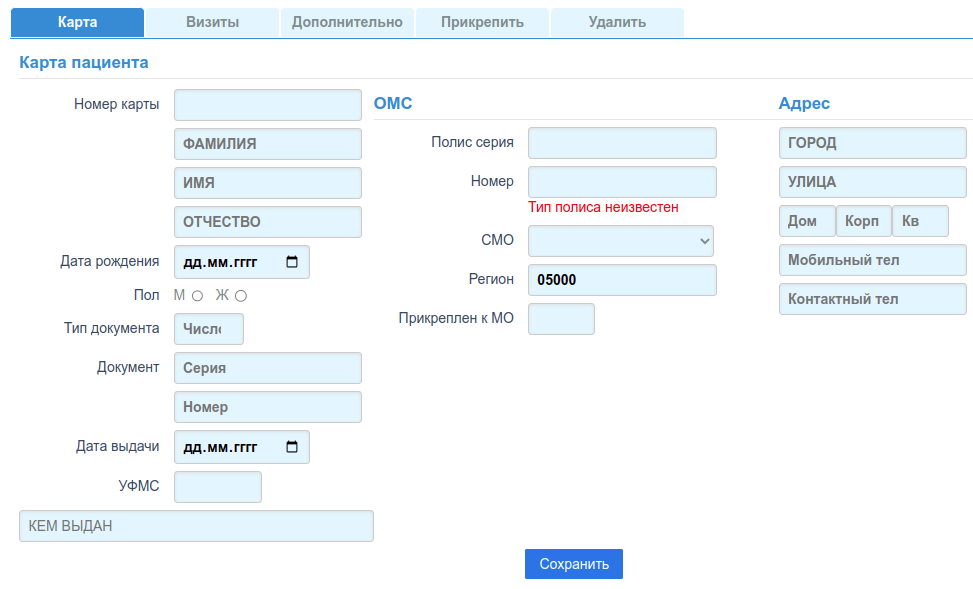 Карта Визиты Дополнительно Прикрепить Удалить
Карта пациента
Номер карты
ФАМИЛИЯ
ИМЯ
ОТЧЕСТВО
Дата рождения дд.мм.гггг
Пол М Ж
Тип документа Число
Документ Серия
Номер
Дата выдачи дд.мм.гггг
УФМС
КЕМ ВЫДАН
ОМС
Полис серия
Номер
Тип полиса неизвестен
СМО
Регион 05000
Прикреплен к МО
Адрес
ГОРОД
УЛИЦА
Дом Корп Кв
Мобильный тел
Контактный тел
Сохранить